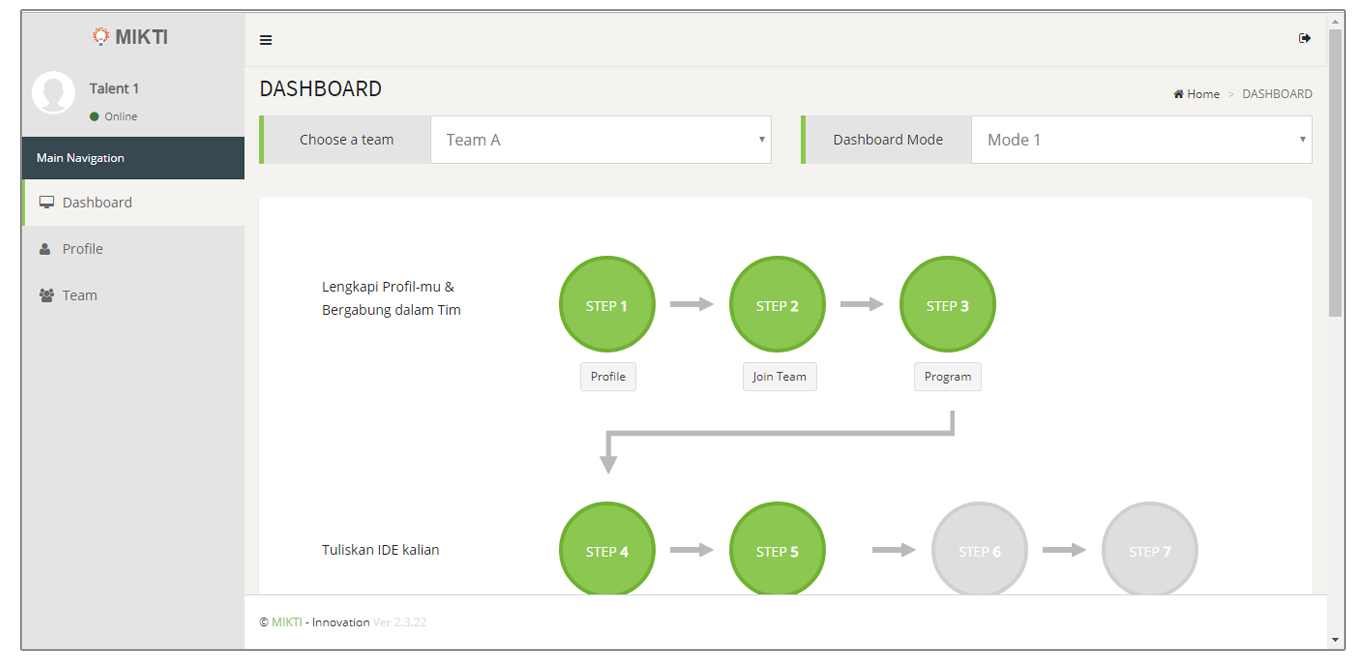 MIKTI
Talent 1
Online
Main Navigation
Dashboard
Profile
Team
DASHBOARD
Home > DASHBOARD
Choose a team
Team A
Dashboard Mode
Mode 1
Lengkapi Profil-mu &
Bergabung dalam Tim
STEP 1
STEP 2
STEP 3
Profile
Join Team
Program
Tuliskan IDE kalian
STEP 4
STEP 5
STEP 6
STEP 7
© MIKTI - Innovation Ver 2.3.22